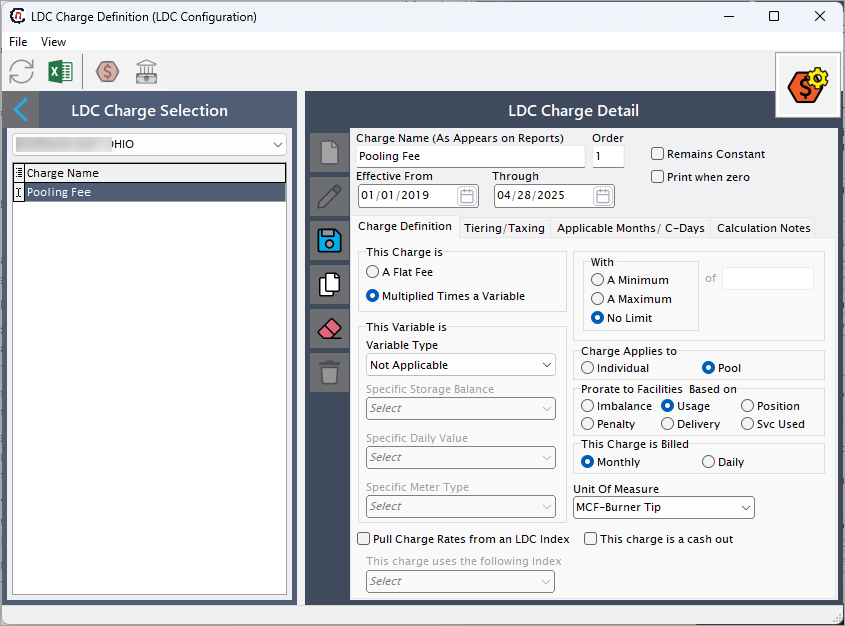 LDC Charge Definition (LDC Configuration)
File View
LDC Charge Selection
HIO
Charge Name
Pooling Fee
LDC Charge Detail
Charge Name (As Appears on Reports) Order
Pooling Fee 1
Remains Constant
Print when zero
Effective From Through
01/01/2019 04/28/2025
Charge Definition Tiering/Taxing Applicable Months/ C-Days Calculation Notes
This Charge is
A Flat Fee
Multiplied Times a Variable
This Variable is
Variable Type
Not Applicable
Specific Storage Balance
Select
Specific Daily Value
Select
Specific Meter Type
Select
With
A Minimum
A Maximum
No Limit
of
Charge Applies to
Individual Pool
Prorate to Facilities Based on
Imbalance Usage Position
Penalty Delivery Svc Used
This Charge is Billed
Monthly Daily
Unit Of Measure
MCF-Burner Tip
Pull Charge Rates from an LDC Index This charge is a cash out
This charge uses the following Index
Select